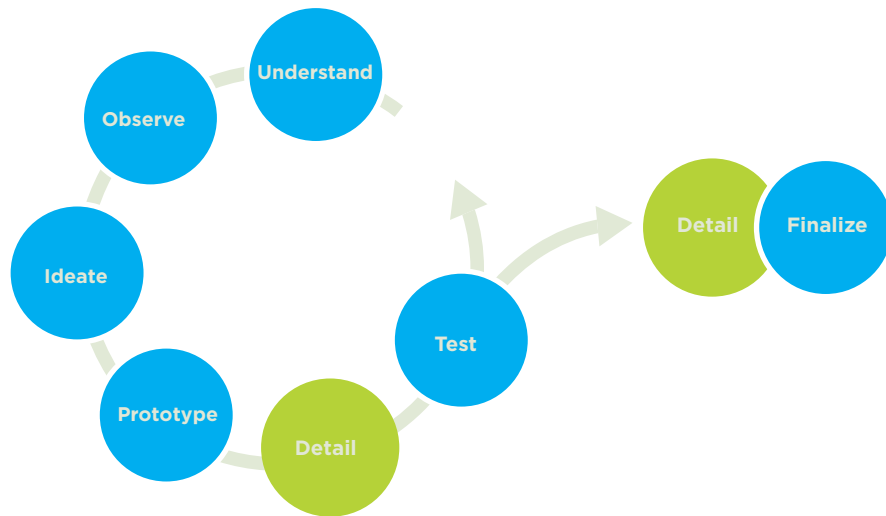 Understand
Observe
Ideate
Prototype
Detail
Test
Detail
Finalize